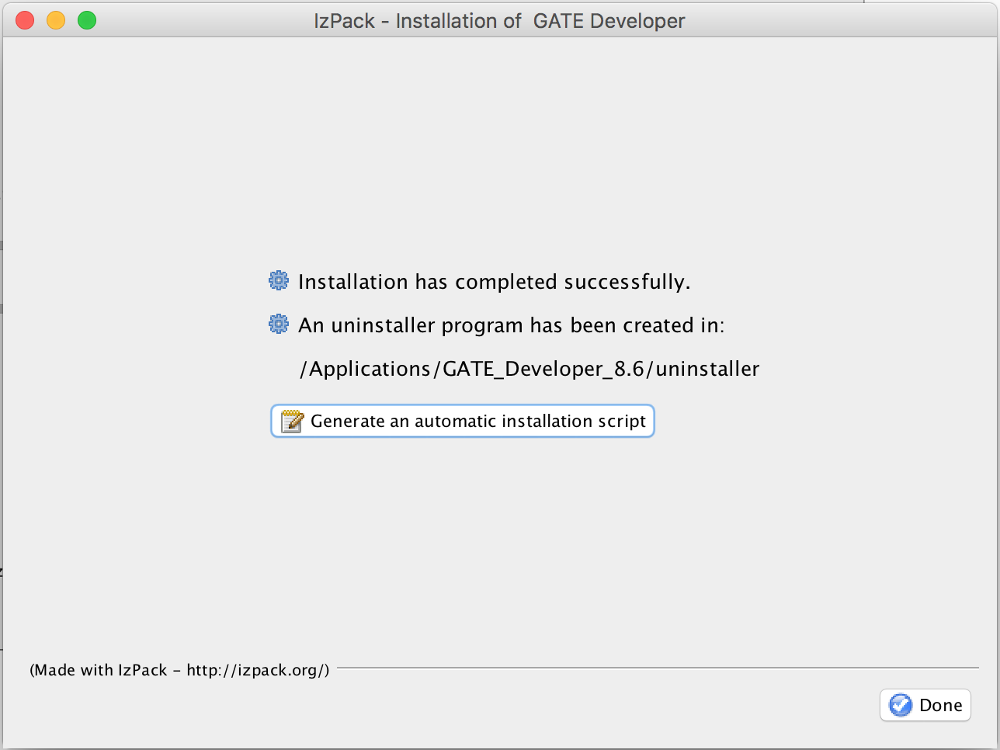 IzPack - Installation of  GATE Developer
Installation has completed successfully.
An uninstaller program has been created in:
/Applications/GATE_Developer_8.6/uninstaller
Generate an automatic installation script
(Made with IzPack – http://izpack.org/)
Done